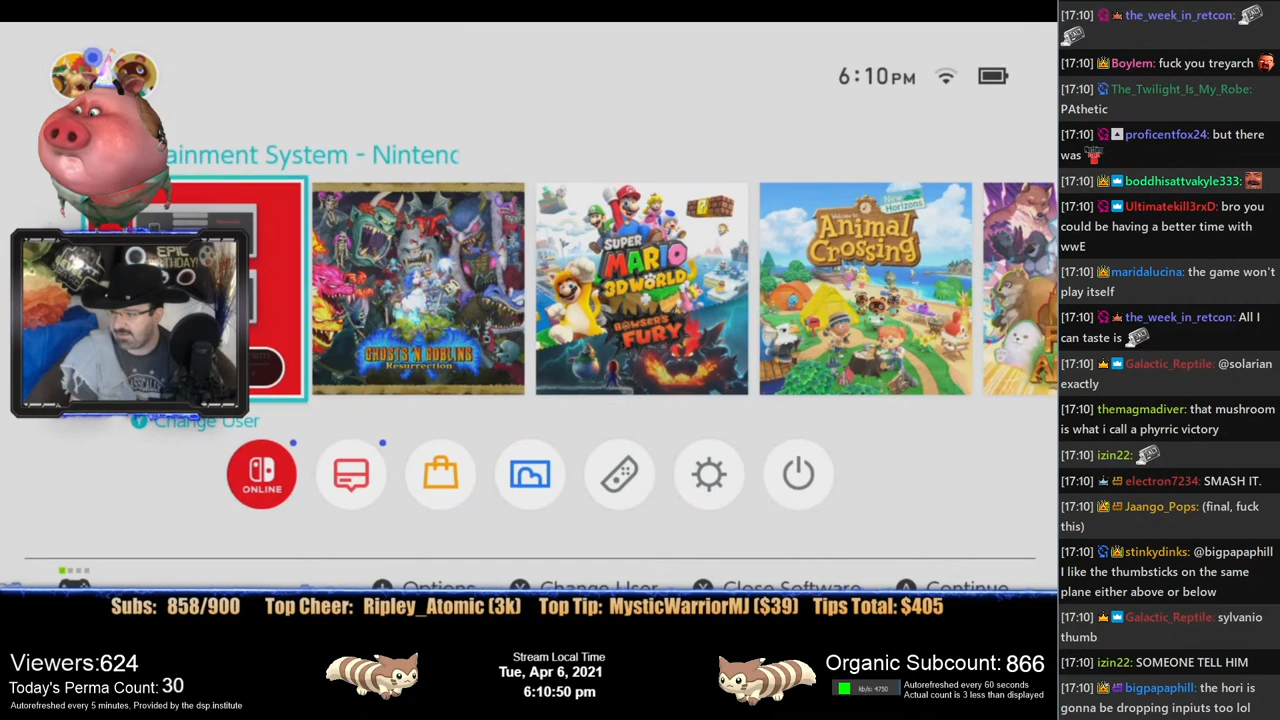 6:10PM
ainment System - Nintenc
GHOSTS 'N GOBLINS
Resurrection
SUPER
MARIO
3D WORLD
BOWSER'S
FURY
New
Horizons
Welcome to
Animal
Crossing
EPIC
BIRTHDAY!
Y Change User
ONLINE
Options
Change User
Close Software
Continue
Subs: 858/900 Top Cheer: Ripley_Atomic (3k) Top Tip: MysticWarriorMJ ($39) Tips Total: $405
Viewers:624
Today's Perma Count: 30
Autorefreshed every 5 minutes, Provided by the dsp institute
Stream Local Time
Tue, Apr 6, 2021
6:10:50 pm
Organic Subcount: 866
kb/s: 4750
Autorefreshed every 60 seconds
Actual count is 3 less than displayed
[17:10] the_week_in_retcon:
[17:10] Boylem: fuck you treyarch
[17:10] The_Twilight_Is_My_Robe:
PAthetic
[17:10] proficentfox24: but there
was
[17:10] boddhisattvakyle333:
[17:10] Ultimatekill3rxD: bro you
could be having a better time with
wwE
[17:10] maridalucina: the game won't
play itself
[17:10] the_week_in_retcon: All I
can taste is
[17:10] Galactic_Reptile: @solarian
exactly
[17:10] themagmadiver: that mushroom
is what i call a phyrric victory
[17:10] izin22:
[17:10] electron7234: SMASH IT.
[17:10] Jaango_Pops: (final, fuck
this)
[17:10] stinkydinks: @bigpapaphill
I like the thumbsticks on the same
plane either above or below
[17:10] Galactic_Reptile: sylvanio
thumb
[17:10] izin22: SOMEONE TELL HIM
[17:10] bigpapaphill: the hori is
gonna be dropping inpiuts too lol